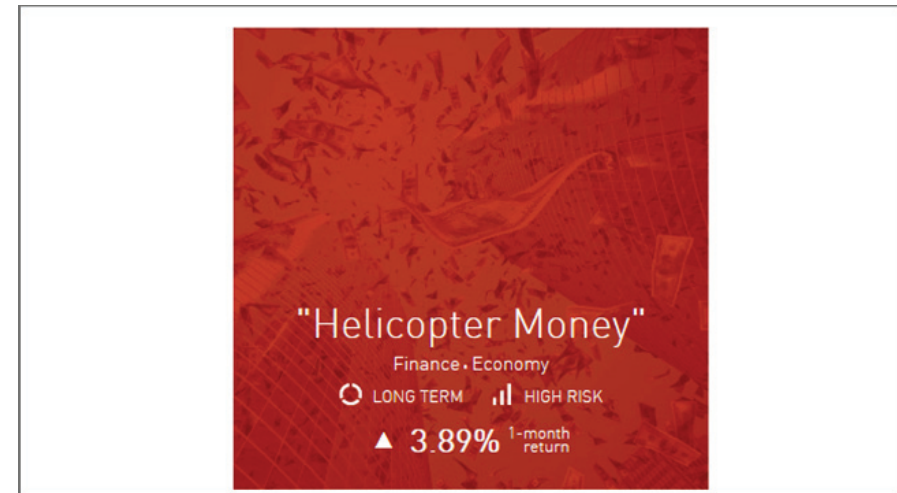 "Helicopter Money"
Finance • Economy
LONG TERM HIGH RISK
▲ 3.89% 1-month
return